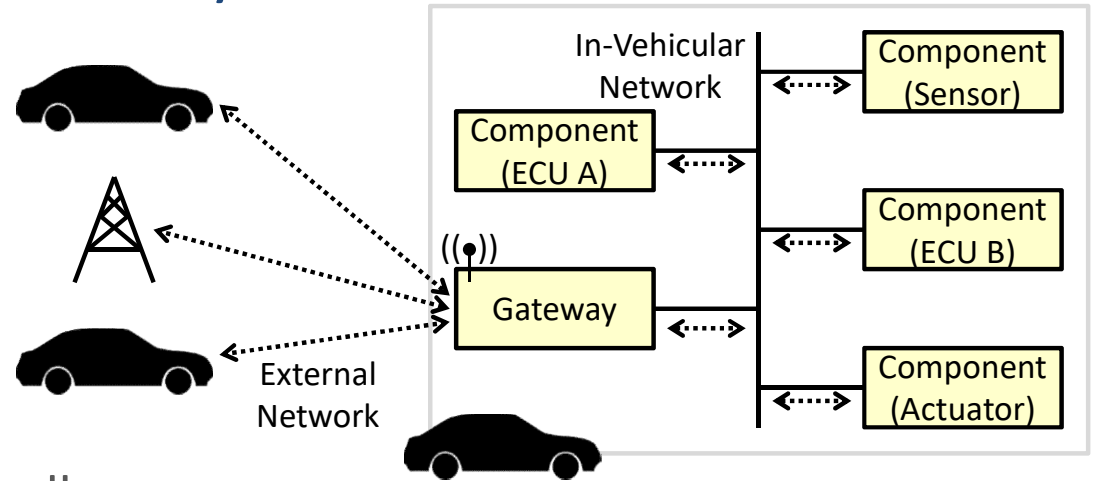 In-Vehicular
Network
Component
(Sensor)
Component
(ECU A)
Component
(ECU B)
((•))
Gateway
External
Network
Component
(Actuator)